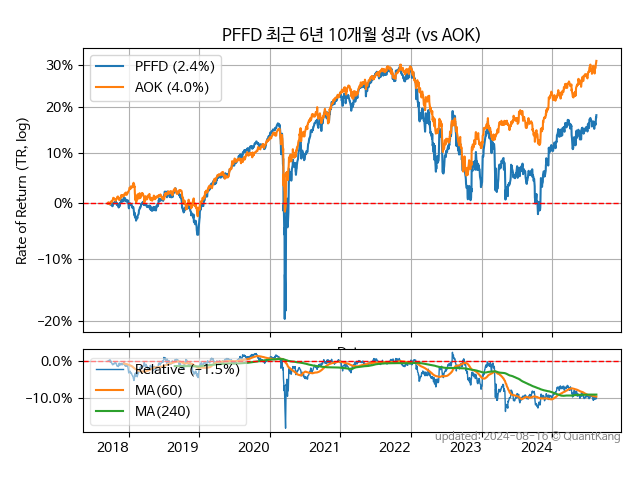 PFFD 최근 6년 10개월 성과 (vs AOK)
Rate of Return (TR, log)
30%
20%
10%
0%
−10%
−20%
PFFD (2.4%)
AOK (4.0%)
0.0%
−10.0%
Relative (−1.5%)
MA(60)
MA(240)
2018 2019 2020 2021 2022 2023 2024
updated: 2024-08-16 © QuantKang